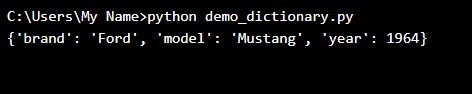 C:\Users\My Name>python demo_dictionary.py
{'brand': 'Ford', 'model': 'Mustang', 'year': 1964}